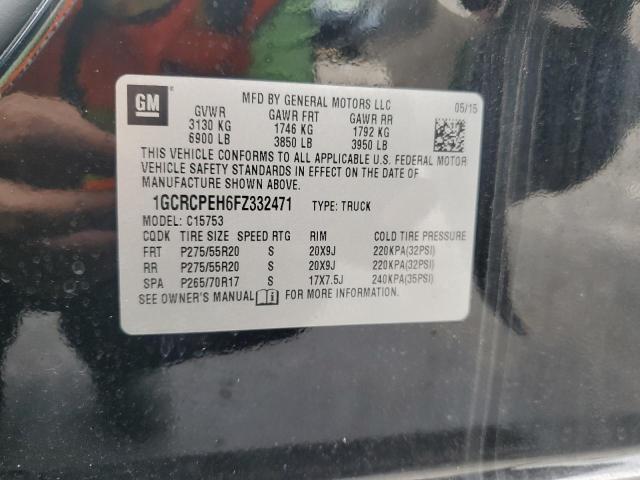 GM
MFD BY GENERAL MOTORS LLC
05/15
GVWR GAWR FRT GAWR RR
3130 KG 1746 KG 1792 KG
6900 LB 3850 LB 3950 LB
THIS VEHICLE CONFORMS TO ALL APPLICABLE U.S. FEDERAL MOTOR
VEHICLE SAFETY STANDARDS IN EFFECT ON THE DATE OF
MANUFACTURE SHOWN ABOVE.
1GCRCPEH6FZ332471 TYPE: TRUCK
MODEL: C15753
CQDK TIRE SIZE SPEED RTG RIM COLD TIRE PRESSURE
FRT P275/55R20 S 20X9J 220KPA(32PSI)
RR P275/55R20 S 20X9J 220KPA(32PSI)
SPA P265/70R17 S 17X7.5J 240KPA(35PSI)
SEE OWNER'S MANUAL FOR MORE INFORMATION.